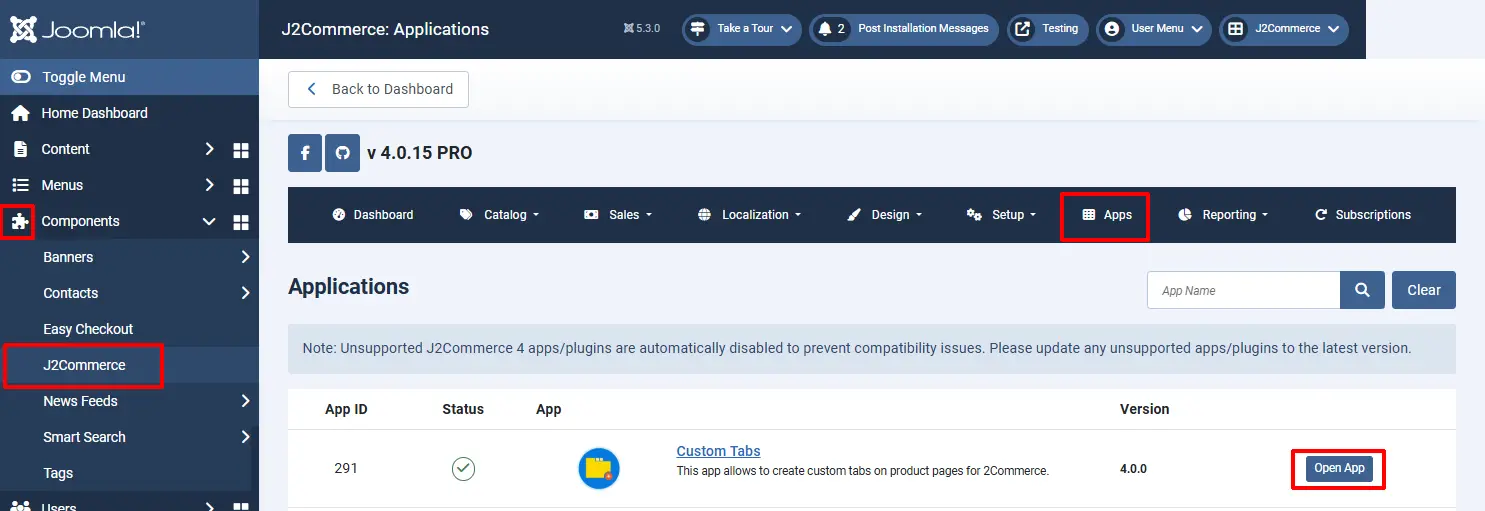 Joomla!®
J2Commerce: Applications
5.3.0
Take a Tour
2 Post Installation Messages
Testing
User Menu
J2Commerce
Toggle Menu
Home Dashboard
Content
Menus
Components
Banners
Contacts
Easy Checkout
J2Commerce
News Feeds
Smart Search
Tags
Users
Back to Dashboard
v 4.0.15 PRO
Dashboard Catalog Sales Localization Design Setup Apps Reporting Subscriptions
Applications
App Name
Clear
Note: Unsupported J2Commerce 4 apps/plugins are automatically disabled to prevent compatibility issues. Please update any unsupported apps/plugins to the latest version.
App ID Status App Version
291
Custom Tabs
This app allows to create custom tabs on product pages for 2Commerce.
4.0.0
Open App